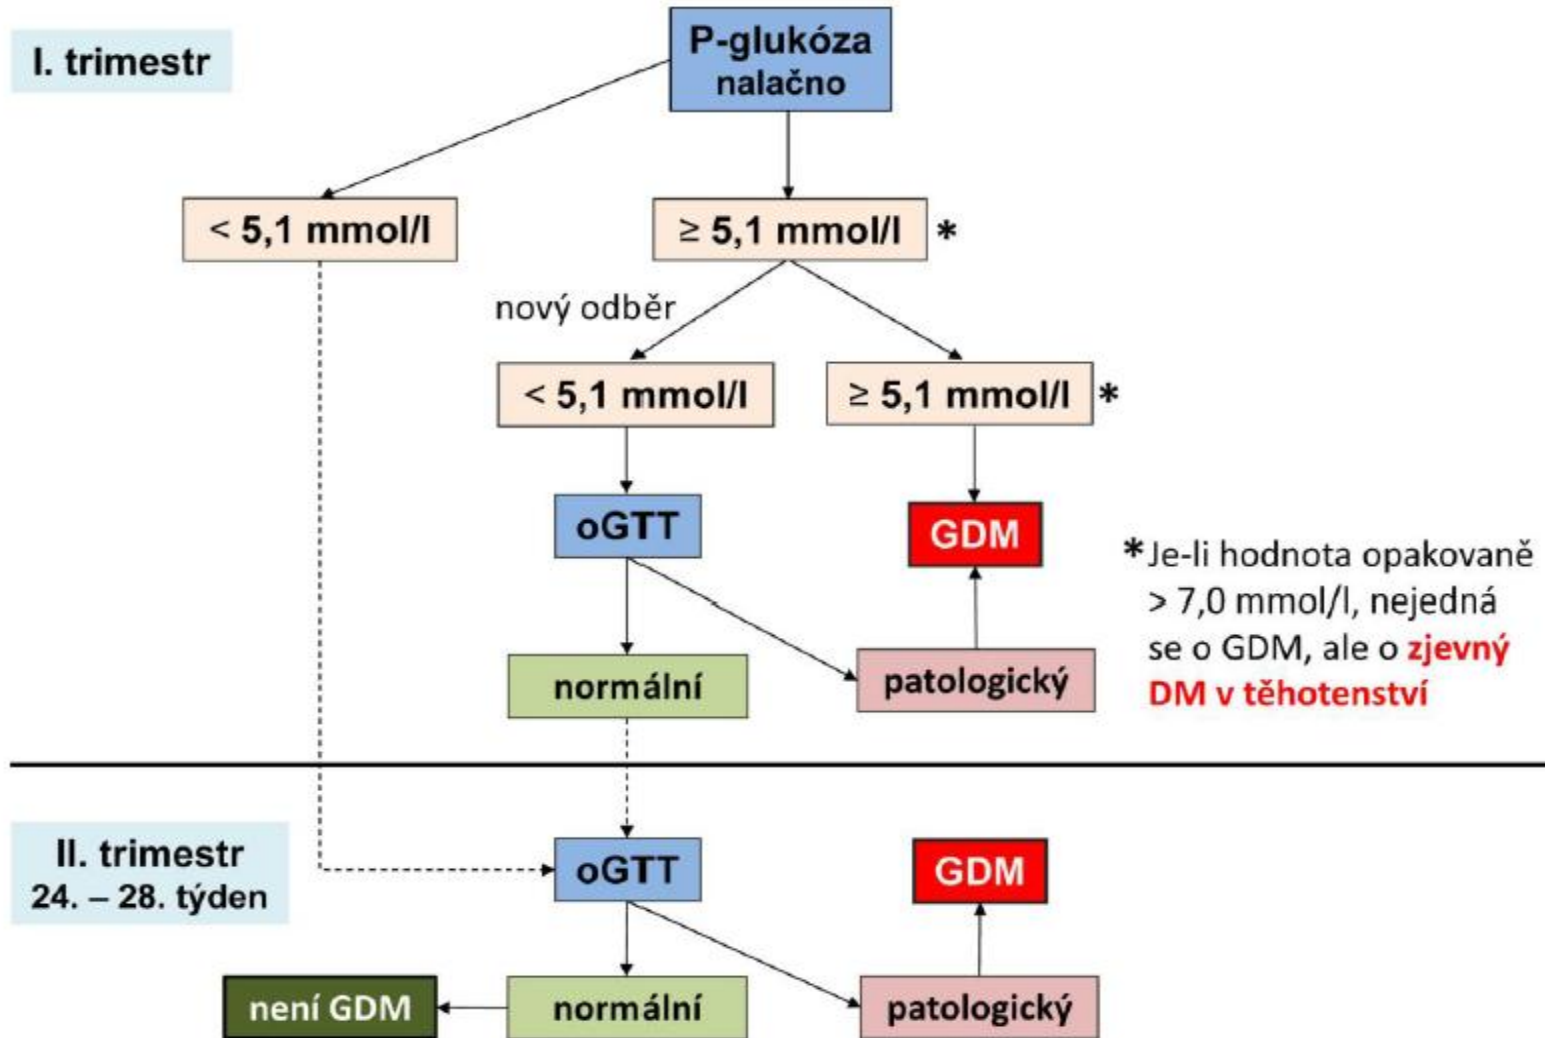 I. trimestr
P-glukóza
nalačno
< 5,1 mmol/l
≥ 5,1 mmol/l *
nový odběr
< 5,1 mmol/l
≥ 5,1 mmol/l *
oGTT
GDM
* Je-li hodnota opakovaně
> 7,0 mmol/l, nejedná
se o GDM, ale o zjevný
DM v těhotenství
normální
patologický
II. trimestr
24. – 28. týden
oGTT
GDM
není GDM
normální
patologický